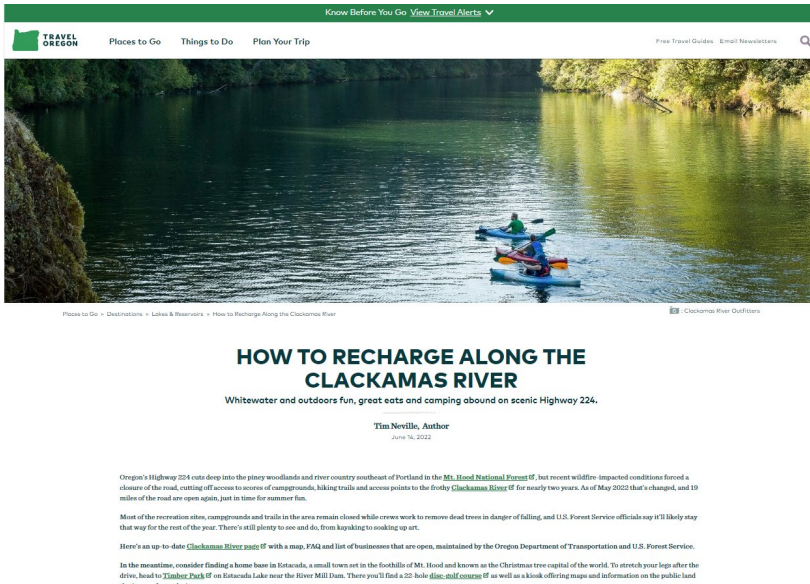 Know Before You Go View Travel Alerts
TRAVEL
OREGON
Places to Go Things to Do Plan Your Trip
Free Travel Guides Email Newsletters
Places to Go » Destinations » Lakes & Reservoirs » How to Recharge Along the Clackamas River
: Clackamas River Outfitters
HOW TO RECHARGE ALONG THE
CLACKAMAS RIVER
Whitewater and outdoors fun, great eats and camping abound on scenic Highway 224.
Tim Neville, Author
June 14, 2022
Oregon's Highway 224 cuts deep into the piney woodlands and river country southeast of Portland in the Mt. Hood National Forest, but recent wildfire-impacted conditions forced a
closure of the road, cutting off access to scores of campgrounds, hiking trails and access points to the frothy Clackamas River for nearly two years. As of May 2022 that's changed, and 19
miles of the road are open again, just in time for summer fun.
Most of the recreation sites, campgrounds and trails in the area remain closed while crews work to remove dead trees in danger of falling, and U.S. Forest Service officials say it'll likely stay
that way for the rest of the year. There's still plenty to see and do, from kayaking to soaking up art.
Here's an up-to-date Clackamas River page with a map, FAQ and list of businesses that are open, maintained by the Oregon Department of Transportation and U.S. Forest Service.
In the meantime, consider finding a home base in Estacada, a small town set in the foothills of Mt. Hood and known as the Christmas tree capital of the world. To stretch your legs after the
drive, head to Timber Park on Estacada Lake near the River Mill Dam. There you'll find a 22-hole disc-golf course as well as a kiosk offering maps and information on the public land